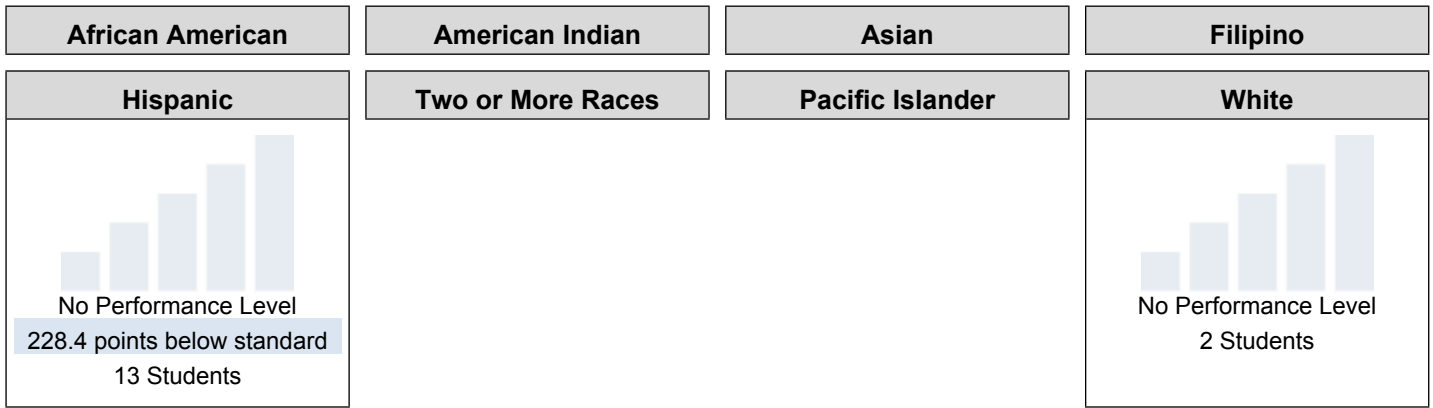 African American
American Indian
Asian
Filipino
Hispanic
Two or More Races
Pacific Islander
White
No Performance Level
228.4 points below standard
13 Students
No Performance Level
2 Students